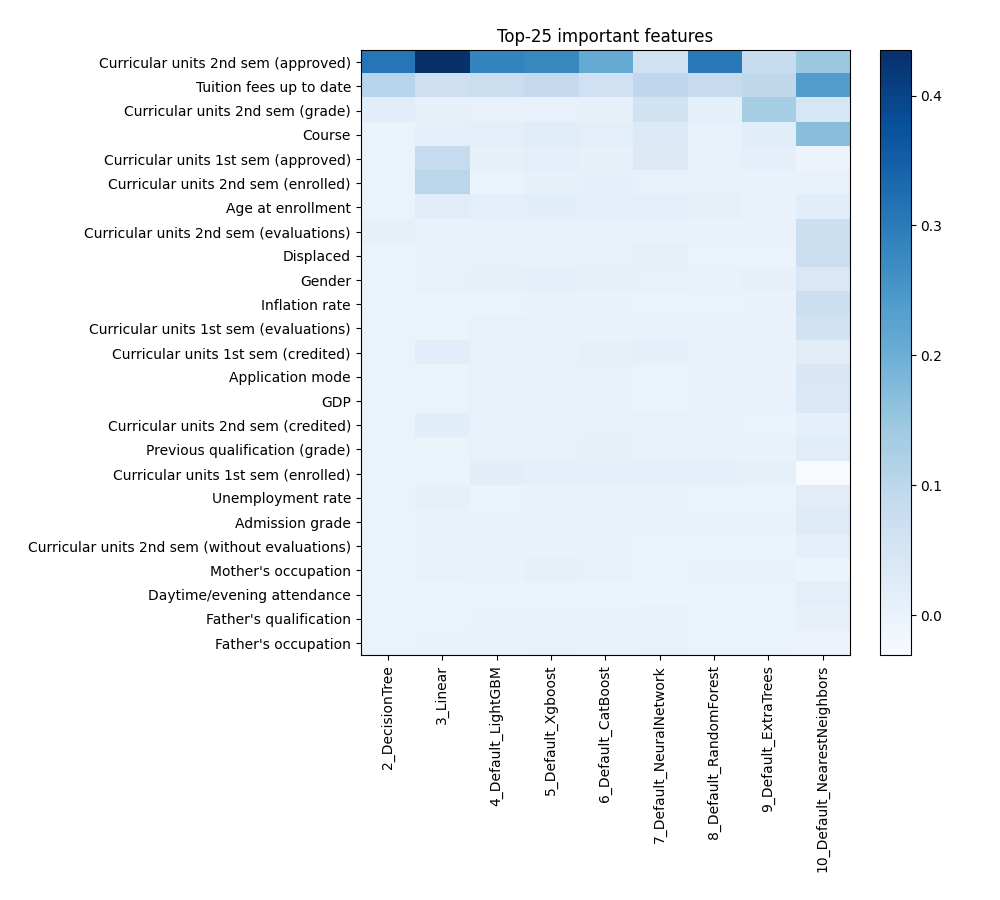 Top-25 important features
Curricular units 2nd sem (approved)
Tuition fees up to date
Curricular units 2nd sem (grade)
Course
Curricular units 1st sem (approved)
Curricular units 2nd sem (enrolled)
Age at enrollment
Curricular units 2nd sem (evaluations)
Displaced
Gender
Inflation rate
Curricular units 1st sem (evaluations)
Curricular units 1st sem (credited)
Application mode
GDP
Curricular units 2nd sem (credited)
Previous qualification (grade)
Curricular units 1st sem (enrolled)
Unemployment rate
Admission grade
Curricular units 2nd sem (without evaluations)
Mother's occupation
Daytime/evening attendance
Father's qualification
Father's occupation
2_DecisionTree
3_Linear
4_Default_LightGBM
5_Default_Xgboost
6_Default_CatBoost
7_Default_NeuralNetwork
8_Default_RandomForest
9_Default_ExtraTrees
10_Default_NearestNeighbors
0.4
0.3
0.2
0.1
0.0